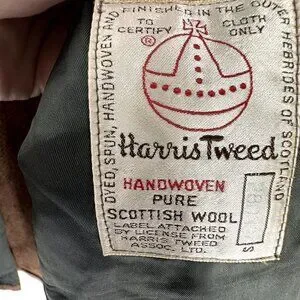 DYED, SPUN, HANDWOVEN AND FINISHED IN THE OUTER HEBRIDES OF SCOTLAND
TO CERTIFY CLOTH ONLY
®
Harris Tweed
HANDWOVEN
PURE
SCOTTISH WOOL
LABEL ATTACHED
BY LICENSE FROM
HARRIS TWEED
ASSOC. LTD.
S